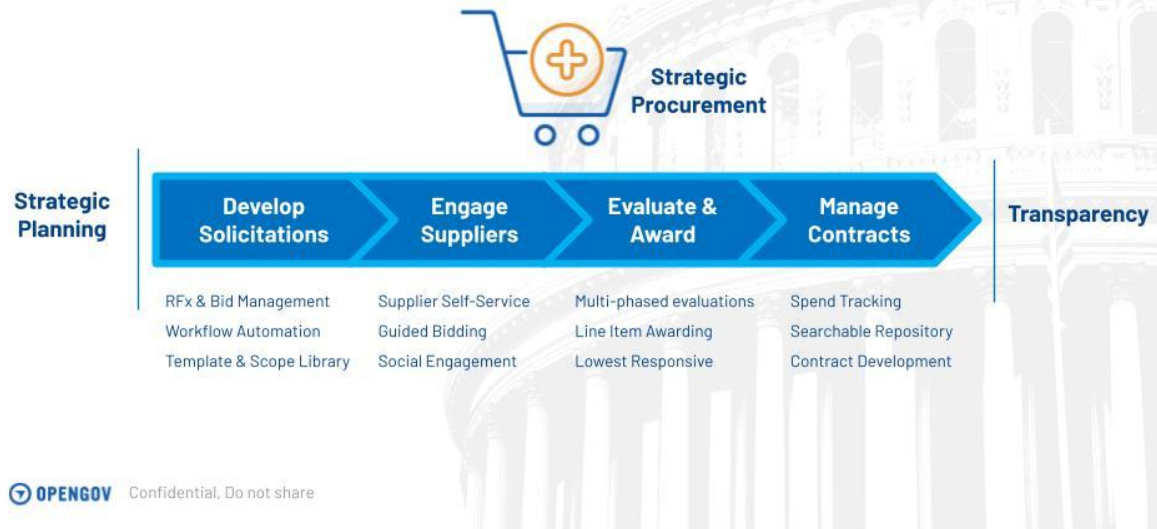 Strategic
Procurement
Strategic
Planning
Develop
Solicitations
Engage
Suppliers
Evaluate &
Award
Manage
Contracts
Transparency
RFx & Bid Management
Workflow Automation
Template & Scope Library
Supplier Self-Service
Guided Bidding
Social Engagement
Multi-phased evaluations
Line Item Awarding
Lowest Responsive
Spend Tracking
Searchable Repository
Contract Development
OPENGOV Confidential, Do not share